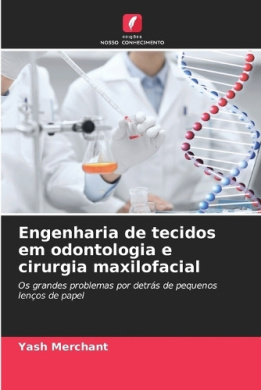 edições
NOSSO CONHECIMENTO
Engenharia de tecidos
em odontologia e
cirurgia maxilofacial
Os grandes problemas por detrás de pequenos
lenços de papel
Yash Merchant